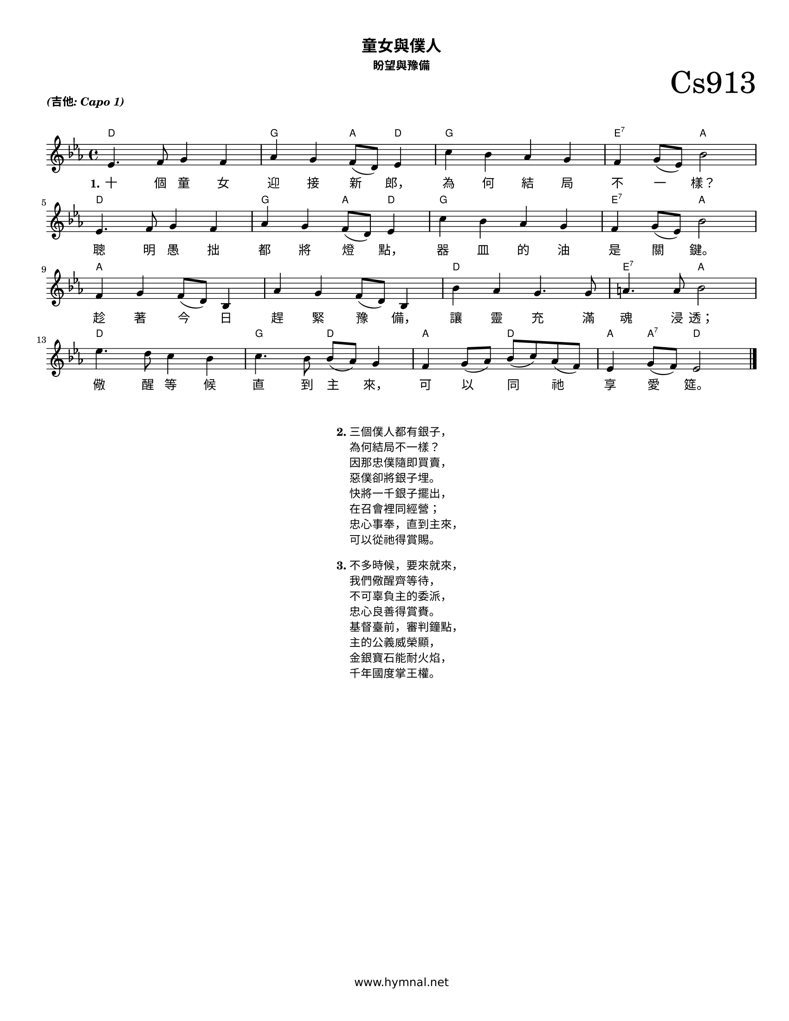 童女與僕人
盼望與豫備
Cs913
(吉他: Capo 1)
D G A D G E7 A
1. 十 個 童 女 迎 接 新 郎， 為 何 結 局 不 一 樣？
5
D G A D G E7 A
聰 明 愚 拙 都 將 燈 點， 器 皿 的 油 是 關 鍵。
9
A D E7 A
趁 著 今 日 趕 緊 豫 備， 讓 靈 充 滿 魂 浸 透；
13
D G D A D A A7 D
儆 醒 等 候 直 到 主 來， 可 以 同 祂 享 愛 筵。
2. 三個僕人都有銀子，
為何結局不一樣？
因那忠僕隨即買賣，
惡僕卻將銀子埋。
快將一千銀子擺出，
在召會裡同經營；
忠心事奉，直到主來，
可以從祂得賞賜。
3. 不多時候，要來就來，
我們儆醒齊等待，
不可辜負主的委派，
忠心良善得賞賚。
基督臺前，審判鐘點，
主的公義威榮顯，
金銀寶石能耐火焰，
千年國度掌王權。
www.hymnal.net